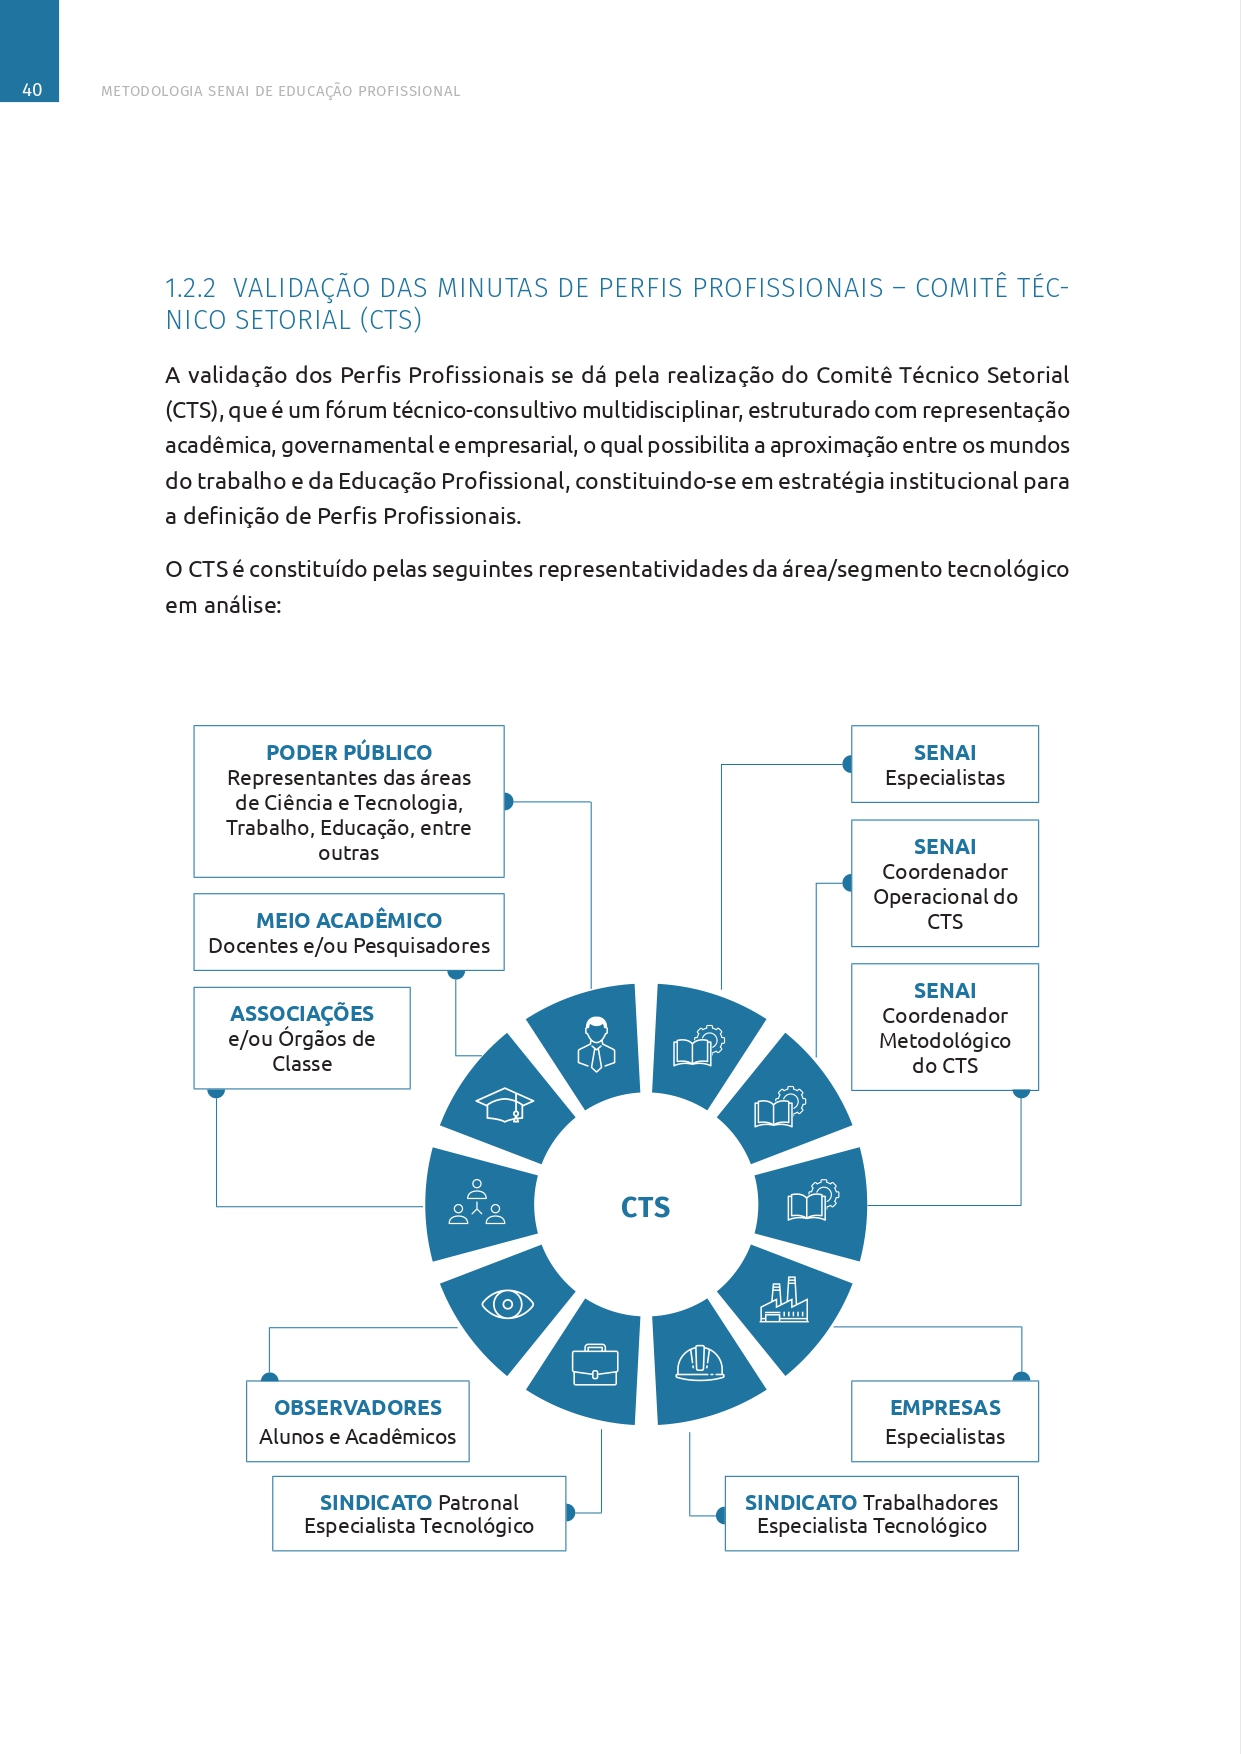 40
METODOLOGIA SENAI DE EDUCAÇÃO PROFISSIONAL
1.2.2 VALIDAÇÃO DAS MINUTAS DE PERFIS PROFISSIONAIS – COMITÊ TÉC-
NICO SETORIAL (CTS)
A validação dos Perfis Profissionais se dá pela realização do Comitê Técnico Setorial
(CTS), que é um fórum técnico-consultivo multidisciplinar, estruturado com representação
acadêmica, governamental e empresarial, o qual possibilita a aproximação entre os mundos
do trabalho e da Educação Profissional, constituindo-se em estratégia institucional para
a definição de Perfis Profissionais.
O CTS é constituído pelas seguintes representatividades da área/segmento tecnológico
em análise:
PODER PÚBLICO
Representantes das áreas
de Ciência e Tecnologia,
Trabalho, Educação, entre
outras
MEIO ACADÊMICO
Docentes e/ou Pesquisadores
ASSOCIAÇÕES
e/ou Órgãos de
Classe
SENAI
Especialistas
SENAI
Coordenador
Operacional do
CTS
SENAI
Coordenador
Metodológico
do CTS
CTS
OBSERVADORES
Alunos e Acadêmicos
EMPRESAS
Especialistas
SINDICATO Patronal
Especialista Tecnológico
SINDICATO Trabalhadores
Especialista Tecnológico